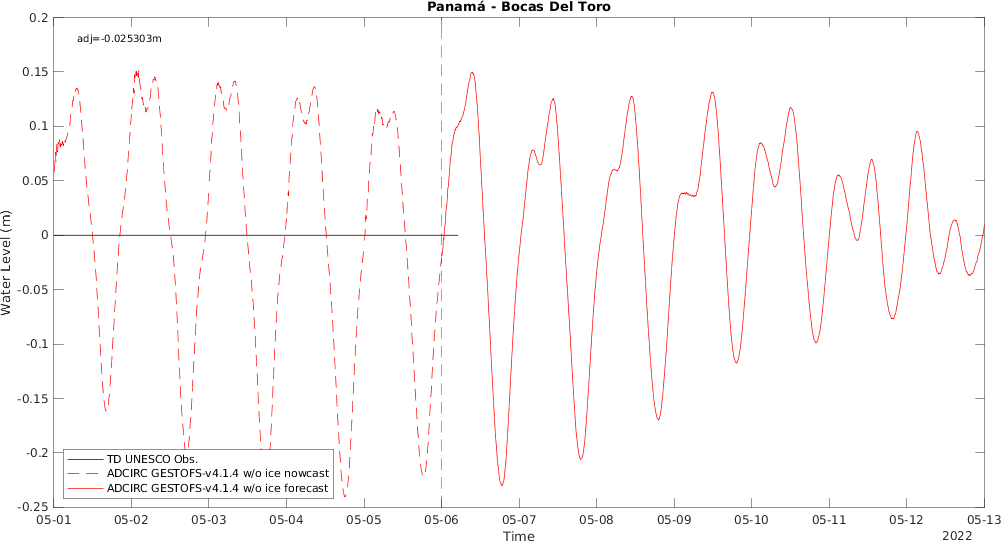 Panamá - Bocas Del Toro
adj=-0.025303m
0.2
0.15
0.1
0.05
0
-0.05
-0.1
-0.15
-0.2
-0.25
Water Level (m)
TD UNESCO Obs.
ADCIRC GESTOFS-v4.1.4 w/o ice nowcast
ADCIRC GESTOFS-v4.1.4 w/o ice forecast
05-01 05-02 05-03 05-04 05-05 05-06 05-07 05-08 05-09 05-10 05-11 05-12 05-13
Time
2022